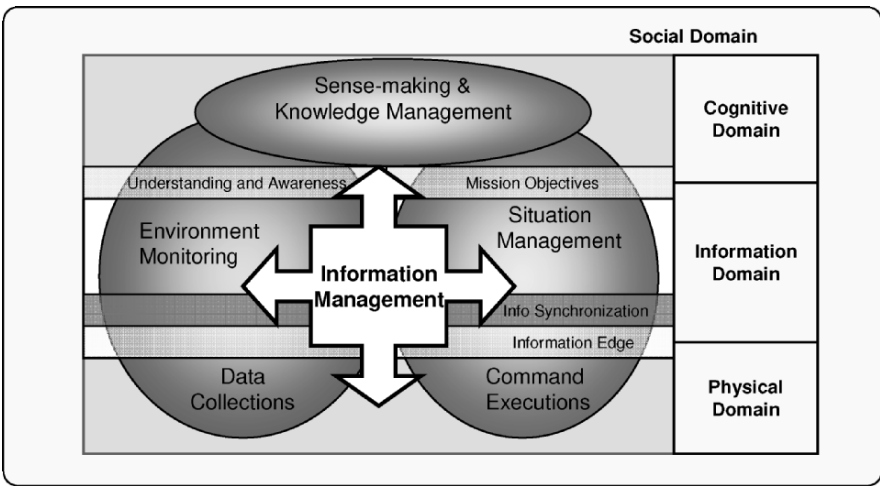 Social Domain
Sense-making &
Knowledge Management
Cognitive
Domain
Understanding and Awareness
Mission Objectives
Environment
Monitoring
Situation
Management
Information
Management
Information
Domain
Info Synchronization
Information Edge
Data
Collections
Command
Executions
Physical
Domain